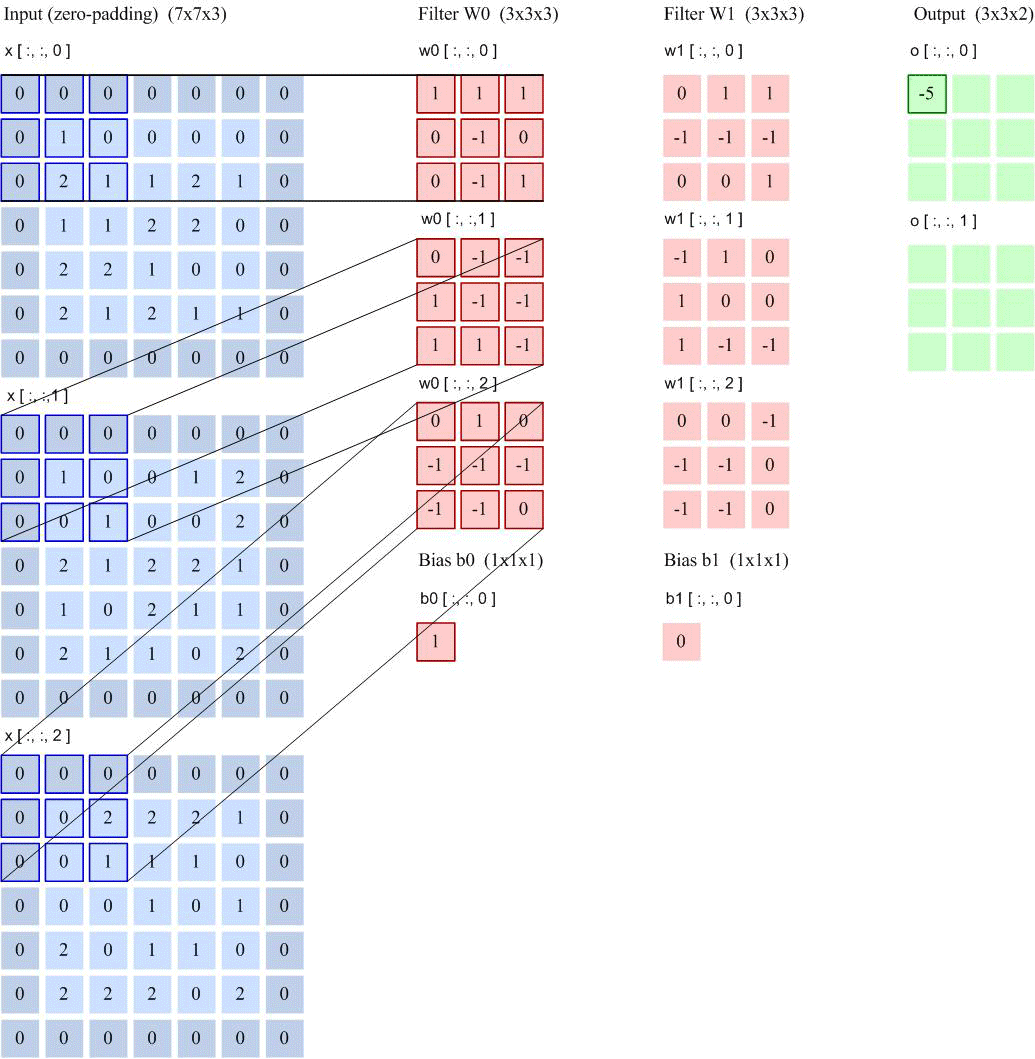 Input (zero-padding) (7x7x3)
x [ :, :, 0 ]
0 0 0 0 0 0 0
0 1 0 0 0 0 0
0 2 1 1 2 1 0
0 1 1 2 2 0 0
0 2 2 1 0 0 0
0 2 1 2 1 1 0
0 0 0 0 0 0 0
x [ :, :,1 ]
0 0 0 0 0 0 0
0 1 0 0 1 2 0
0 0 1 0 0 2 0
0 2 1 2 2 1 0
0 1 0 2 1 1 0
0 2 1 1 0 2 0
0 0 0 0 0 0 0
x [ :, :, 2 ]
0 0 0 0 0 0 0
0 0 2 2 2 1 0
0 0 1 1 1 0 0
0 0 0 1 0 1 0
0 2 0 1 1 0 0
0 2 2 2 0 2 0
0 0 0 0 0 0 0
Filter W0 (3x3x3)
w0 [ :, :, 0 ]
1 1 1
0 -1 0
0 -1 1
w0 [ :, :,1 ]
0 -1 -1
1 -1 -1
1 1 -1
w0 [ :, :, 2 ]
0 1 0
-1 -1 -1
-1 -1 0
Bias b0 (1x1x1)
b0 [ :, :, 0 ]
1
Filter W1 (3x3x3)
w1 [ :, :, 0 ]
0 1 1
-1 -1 -1
0 0 1
w1 [ :, :, 1 ]
-1 1 0
1 0 0
1 -1 -1
w1 [ :, :, 2 ]
0 0 -1
-1 -1 0
-1 -1 0
Bias b1 (1x1x1)
b1 [ :, :, 0 ]
0
Output (3x3x2)
o [ :, :, 0 ]
-5
o [ :, :, 1 ]